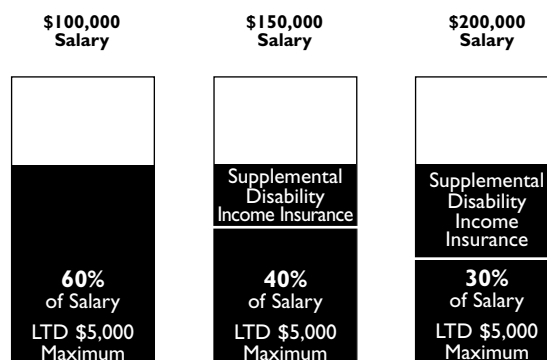 $100,000
Salary
$150,000
Salary
$200,000
Salary
60%
of Salary
LTD $5,000
Maximum
Supplemental
Disability
Income Insurance
40%
of Salary
LTD $5,000
Maximum
Supplemental
Disability
Income
Insurance
30%
of Salary
LTD $5,000
Maximum